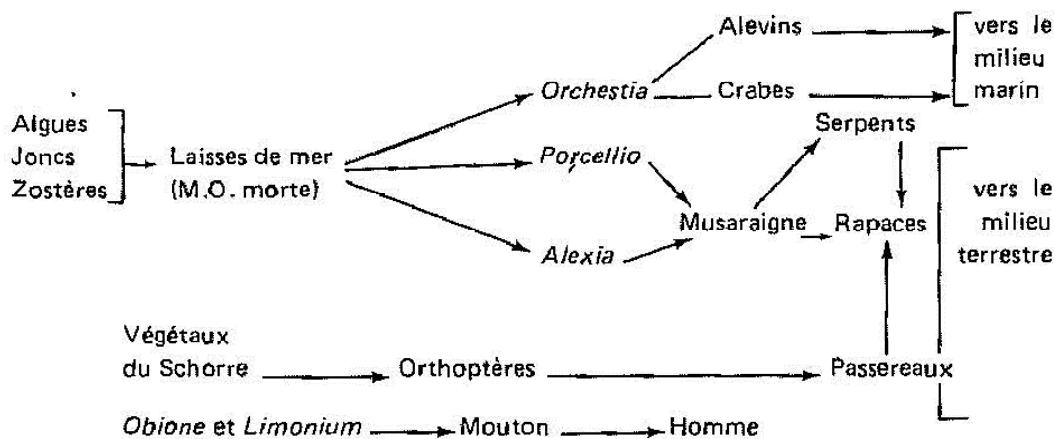 Alevins
vers le
milieu
marin
Orchestia
Crabes
Serpents
Algues
Joncs
Zostères
Laisses de mer
(M.O. morte)
Porcellio
Musaraigne
Rapaces
vers le
milieu
terrestre
Alexia
Végétaux
du Schorre
Orthoptères
Passereaux
Obione et Limonium
Mouton
Homme